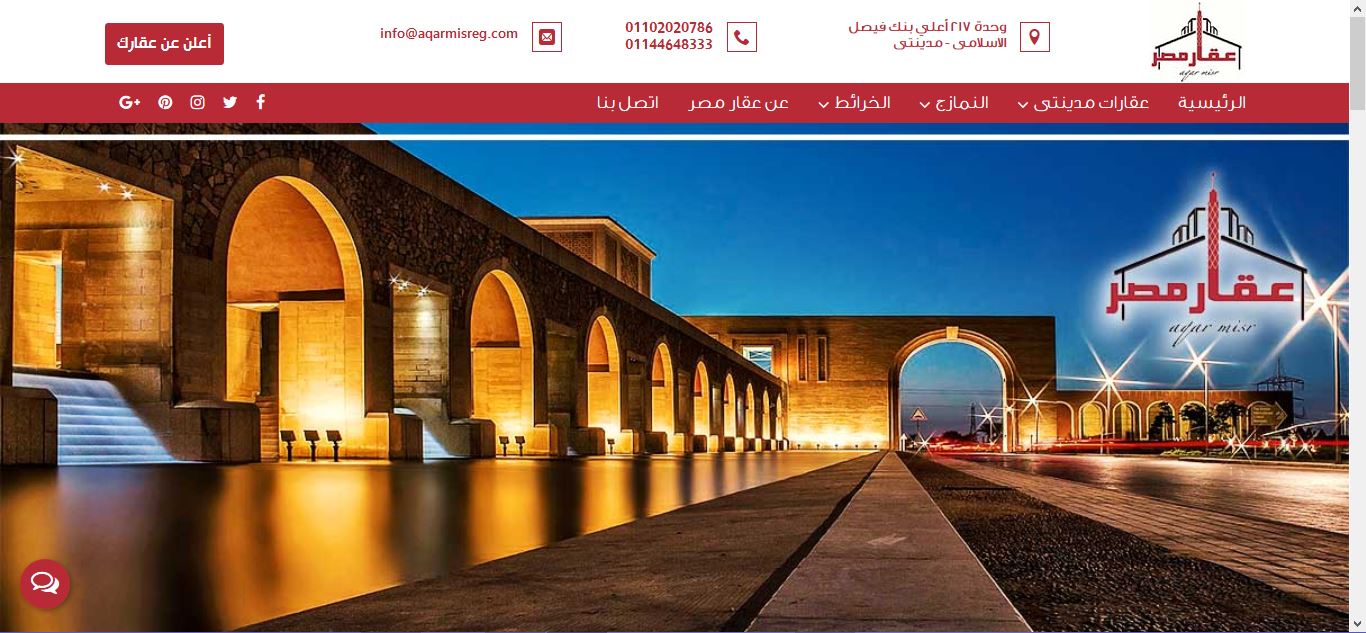 عقار مصر
aqar misr
وحدة ٢١٧ أعلي بنك فيصل
الاسلامى - مدينتى
01102020786
01144648333
info@aqarmisreg.com
أعلن عن عقارك
الرئيسية
عقارات مدينتى
النمازج
الخرائط
عن عقار مصر
اتصل بنا
عقار مصر
aqar misr